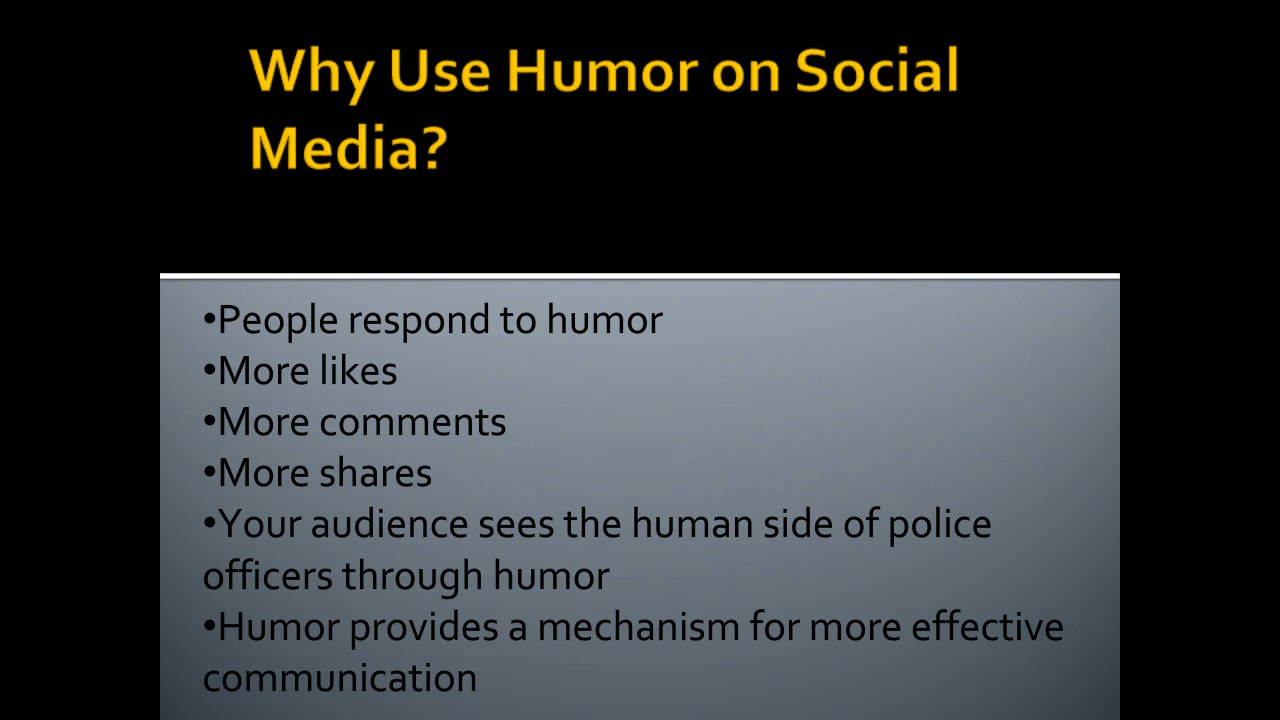 Why Use Humor on Social
Media?
•People respond to humor
•More likes
•More comments
•More shares
•Your audience sees the human side of police
officers through humor
•Humor provides a mechanism for more effective
communication